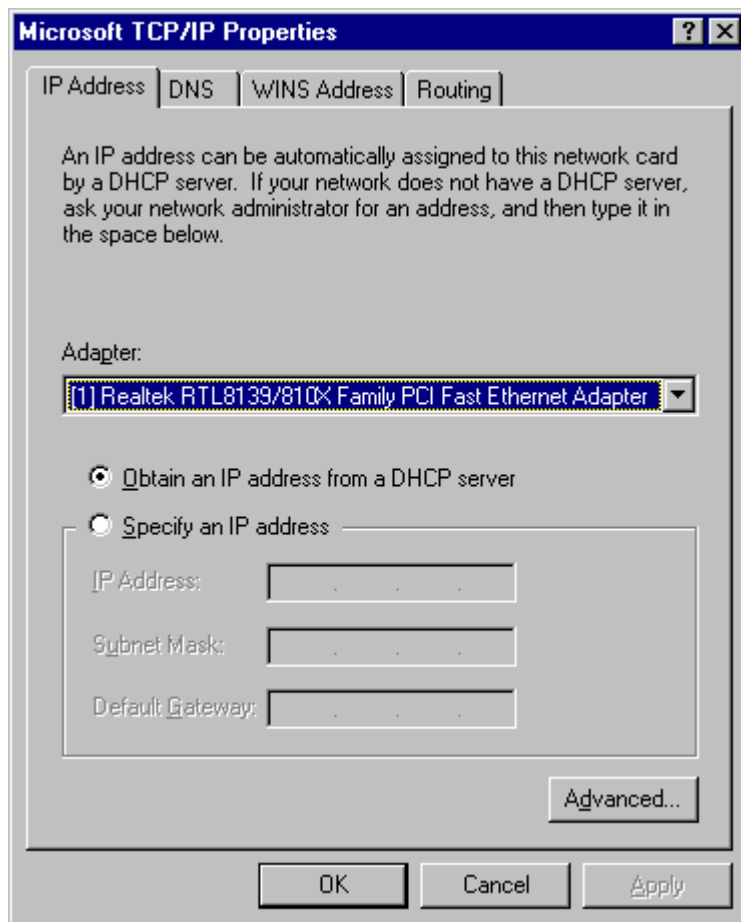 Microsoft TCP/IP Properties
IP Address DNS WINS Address Routing
An IP address can be automatically assigned to this network card
by a DHCP server. If your network does not have a DHCP server,
ask your network administrator for an address, and then type it in
the space below.
Adapter:
[1] Realtek RTL8139/810X Family PCI Fast Ethernet Adapter
Obtain an IP address from a DHCP server
Specify an IP address
IP Address:
Subnet Mask:
Default Gateway:
Advanced...
OK Cancel Apply